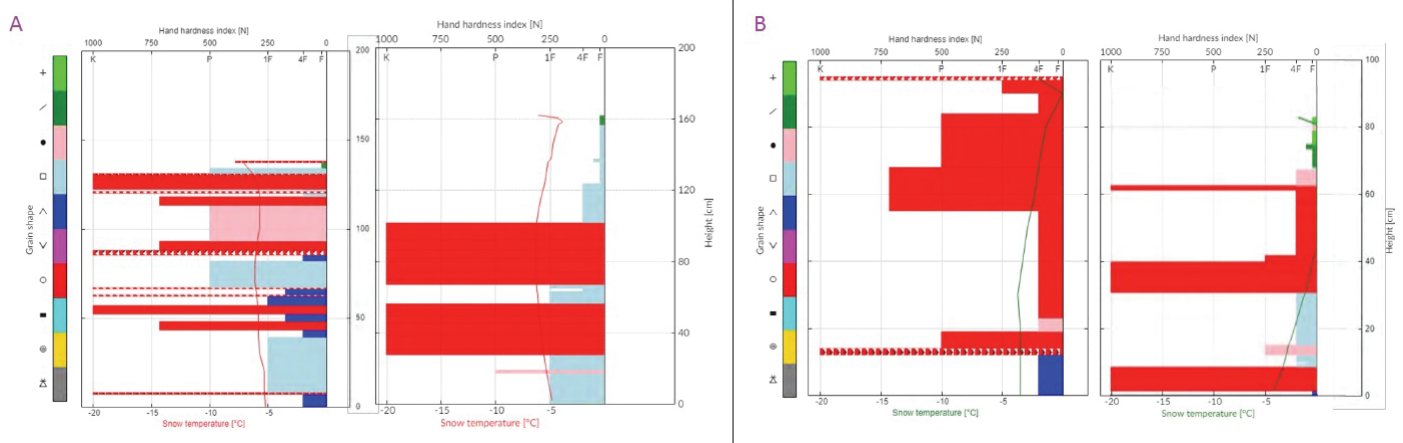 A
Hand hardness index [N]
1000 750 500 250 0
K P 1F 4F F
200
150
100
50
0
Grain shape
-20 -15 -10 -5 0
Snow temperature [°C]
Hand hardness index [N]
1000 750 500 250 0
K P 1F 4F F
200
160
120
80
40
0
Height [cm]
-20 -15 -10 -5 0
Snow temperature [°C]
B
Hand hardness index [N]
1000 750 500 250 0
K P 1F 4F F
Grain shape
-20 -15 -10 -5 0
Snow temperature [°C]
Hand hardness index [N]
1000 750 500 250 0
K P 1F 4F F
100
80
60
40
20
0
Height [cm]
-20 -15 -10 -5 0
Snow temperature [°C]